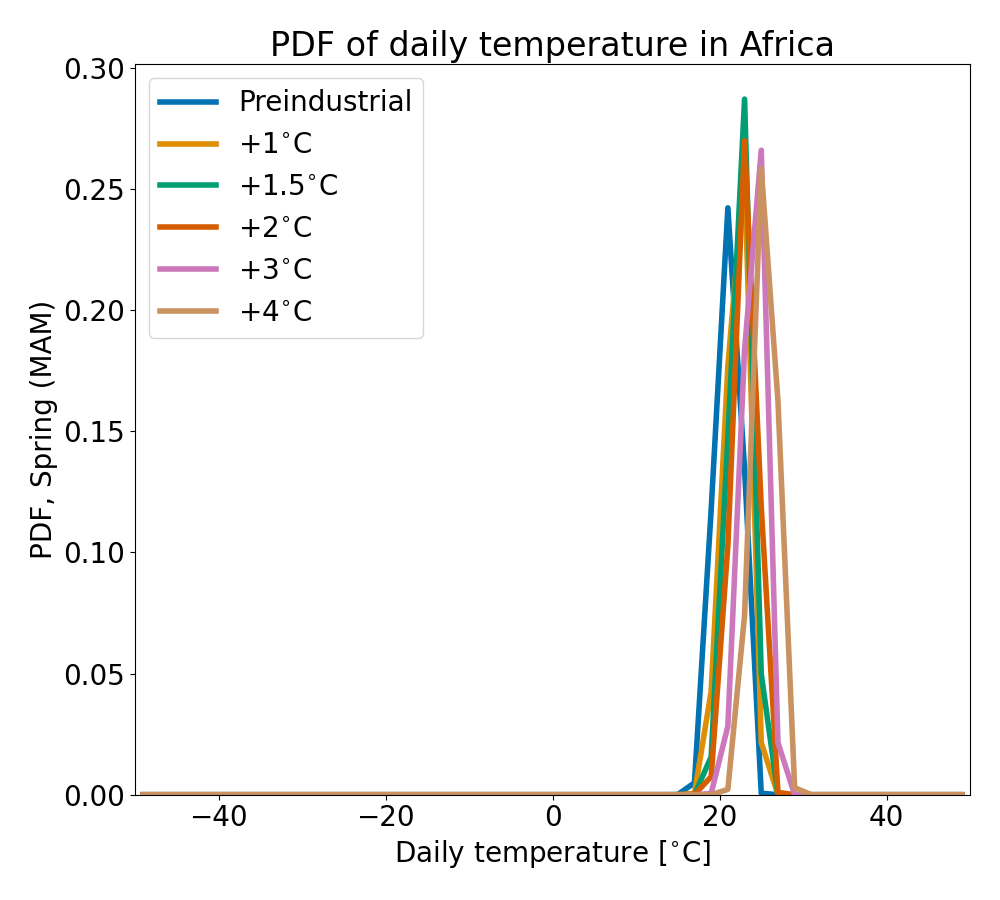 PDF of daily temperature in Africa
PDF, Spring (MAM)
0.30
0.25
0.20
0.15
0.10
0.05
0.00
Preindustrial
+1°C
+1.5°C
+2°C
+3°C
+4°C
−40
−20
0
20
40
Daily temperature [°C]